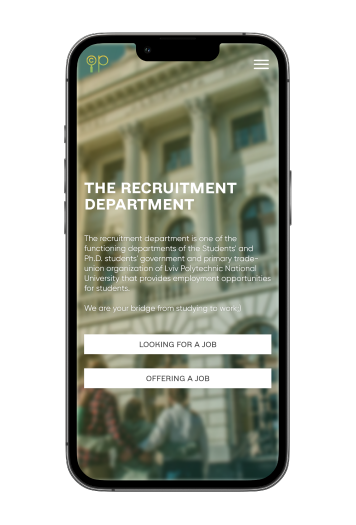 THE RECRUITMENT
DEPARTMENT
The recruitment department is one of the
functioning departments of the Students' and
Ph.D. students' government and primary trade-
union organization of Lviv Polytechnic National
University that provides employment opportunities
for students.
We are your bridge from studying to work:)
LOOKING FOR A JOB
OFFERING A JOB